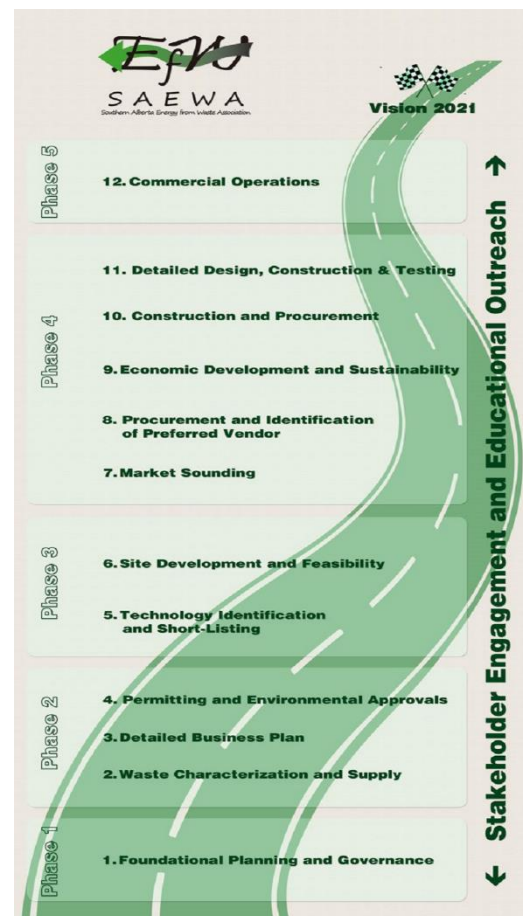 EfW
SAEWA
Southern Alberta Energy from Waste Association
Vision 2021
Phase 5
12. Commercial Operations
Phase 4
11. Detailed Design, Construction & Testing
10. Construction and Procurement
9. Economic Development and Sustainability
8. Procurement and Identification
of Preferred Vendor
7. Market Sounding
Phase 3
6. Site Development and Feasibility
5. Technology Identification
and Short-Listing
Phase 2
4. Permitting and Environmental Approvals
3. Detailed Business Plan
2. Waste Characterization and Supply
Phase 1
1. Foundational Planning and Governance
← Stakeholder Engagement and Educational Outreach →